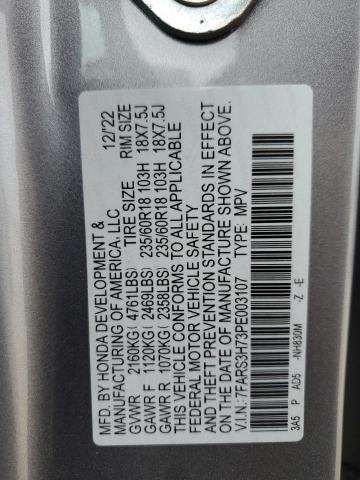 MFD. BY HONDA DEVELOPMENT & 12/'22
MANUFACTURING OF AMERICA, LLC
GVWR 2160KG ( 4761LBS) TIRE SIZE RIM SIZE
GAWR F 1120KG ( 2469LBS) 235/60R18 103H 18X7.5J
GAWR R 1070KG ( 2358LBS) 235/60R18 103H 18X7.5J
THIS VEHICLE CONFORMS TO ALL APPLICABLE
FEDERAL MOTOR VEHICLE SAFETY
AND THEFT PREVENTION STANDARDS IN EFFECT
ON THE DATE OF MANUFACTURE SHOWN ABOVE.
V.I.N.: 7FARS3H73PE003107 TYPE: MPV
3A5 P AD5 -NH830M -Z -E